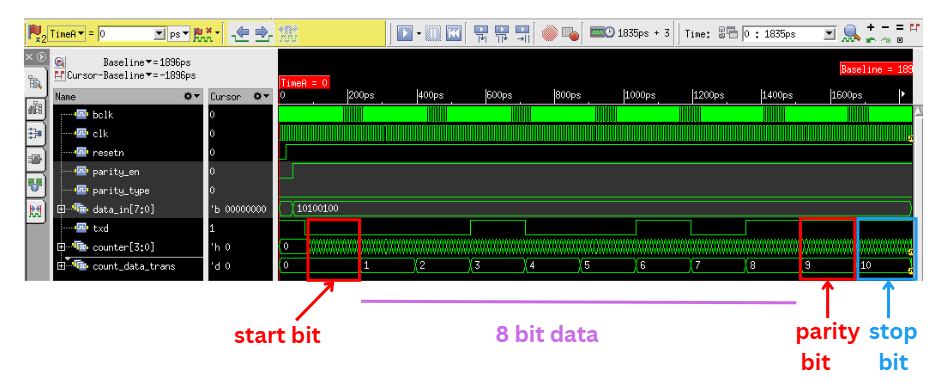 x2 TimeA = 0 ps 1835ps + 3 Time: 0 : 1835ps
Baseline = 1896ps
Cursor-Baseline = -1896ps
Baseline = 189
TimeA = 0
Name Cursor 0 200ps 400ps 600ps 800ps 1000ps 1200ps 1400ps 1600ps
bclk 0
clk 0
resetn 0
parity_en 0
parity_type 0
data_in[7:0] 'b 00000000 10100100
txd 1
counter[3:0] 'h 0 0
count_data_trans 'd 0 0 1 2 3 4 5 6 7 8 9 10
start bit 8 bit data parity stop
bit bit